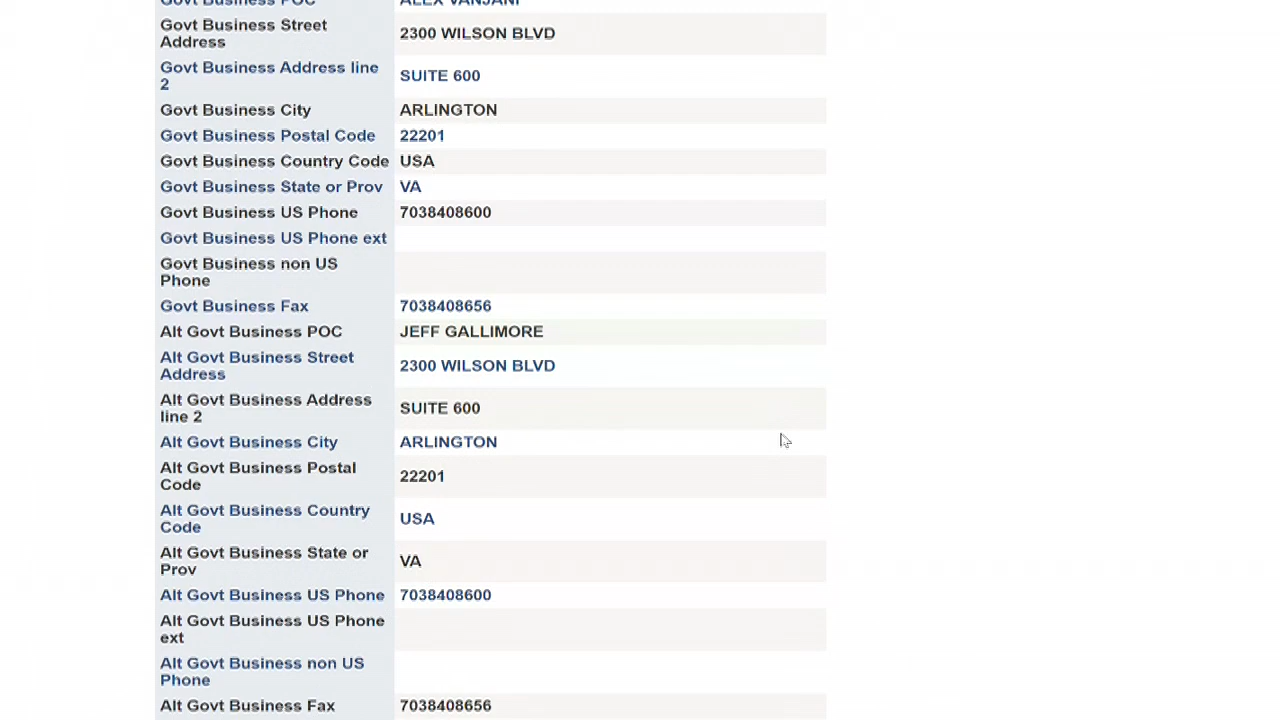 Govt Business POC ALEX VANJANI
Govt Business Street
Address
2300 WILSON BLVD
Govt Business Address line
2
SUITE 600
Govt Business City ARLINGTON
Govt Business Postal Code 22201
Govt Business Country Code USA
Govt Business State or Prov VA
Govt Business US Phone 7038408600
Govt Business US Phone ext
Govt Business non US
Phone
Govt Business Fax 7038408656
Alt Govt Business POC JEFF GALLIMORE
Alt Govt Business Street
Address
2300 WILSON BLVD
Alt Govt Business Address
line 2
SUITE 600
Alt Govt Business City ARLINGTON
Alt Govt Business Postal
Code
22201
Alt Govt Business Country
Code
USA
Alt Govt Business State or
Prov
VA
Alt Govt Business US Phone 7038408600
Alt Govt Business US Phone
ext
Alt Govt Business non US
Phone
Alt Govt Business Fax 7038408656